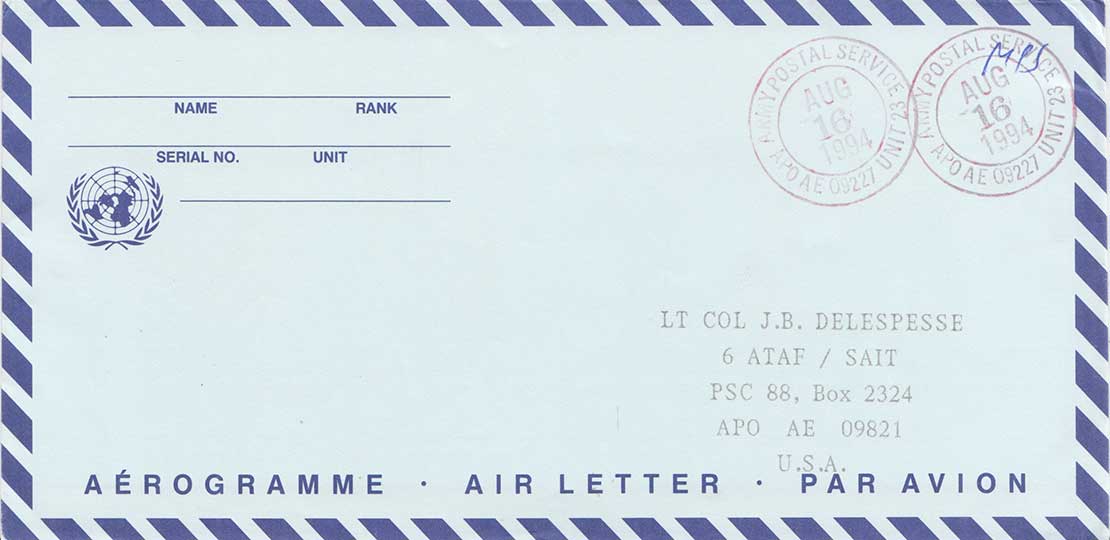 NAME RANK
SERIAL NO. UNIT
ARMY POSTAL SERVICE
AUG
16
1994
APO AE 09227 UNIT 23
ARMY POSTAL SERVICE
AUG
16
1994
APO AE 09227 UNIT 23
MPS
LT COL J.B. DELESPESSE
6 ATAF / SAIT
PSC 88, Box 2324
APO AE 09821
U.S.A.
AÉROGRAMME · AIR LETTER · PAR AVION